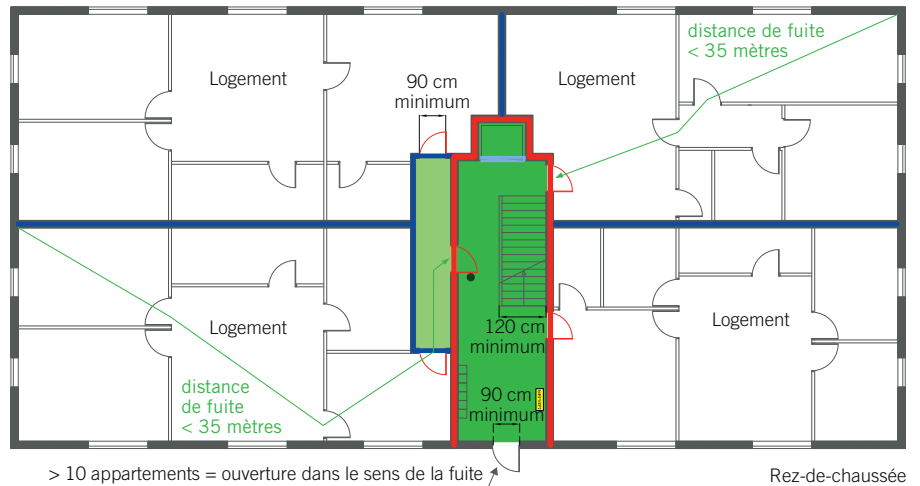 distance de fuite
< 35 mètres
Logement
Logement
90 cm
minimum
Logement
Logement
120 cm
minimum
distance
de fuite
< 35 mètres
90 cm
minimum
> 10 appartements = ouverture dans le sens de la fuite
Rez-de-chaussée